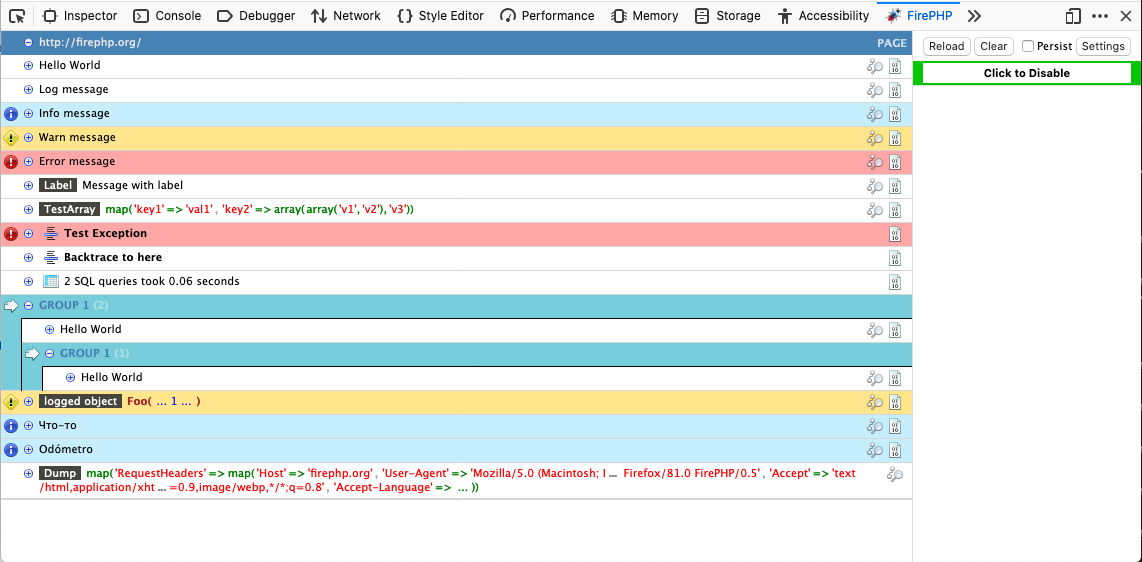 Inspector Console Debugger Network Style Editor Performance Memory Storage Accessibility FirePHP
http://firephp.org/ PAGE
Reload Clear Persist Settings
Click to Disable
Hello World
Log message
Info message
Warn message
Error message
Label Message with label
TestArray map('key1' => 'val1', 'key2' => array(array('v1', 'v2'), 'v3'))
Test Exception
Backtrace to here
2 SQL queries took 0.06 seconds
GROUP 1 (2)
Hello World
GROUP 1 (1)
Hello World
logged object Foo( ... 1 ... )
Что-то
Odómetro
Dump map('RequestHeaders' => map('Host' => 'firephp.org', 'User-Agent' => 'Mozilla/5.0 (Macintosh; I ... Firefox/81.0 FirePHP/0.5', 'Accept' => 'text
/html,application/xht ... =0.9,image/webp,*/*;q=0.8', 'Accept-Language' => ... ))